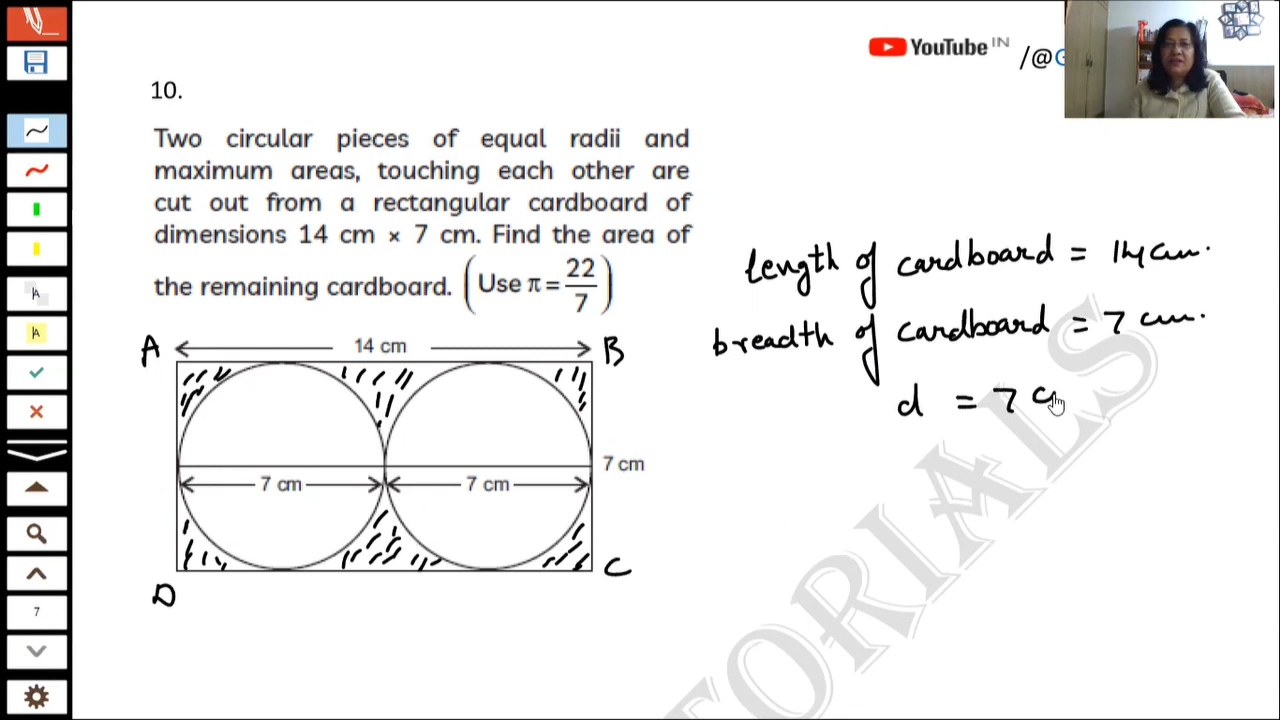 YouTube IN
/@G
10.
Two circular pieces of equal radii and
maximum areas, touching each other are
cut out from a rectangular cardboard of
dimensions 14 cm × 7 cm. Find the area of
the remaining cardboard. (Use π = 22/7)
length of cardboard = 14 cm.
breadth of cardboard = 7 cm.
d = 7 c
A 14 cm B
7 cm
7 cm 7 cm
D C
TORIALS
A
A
7